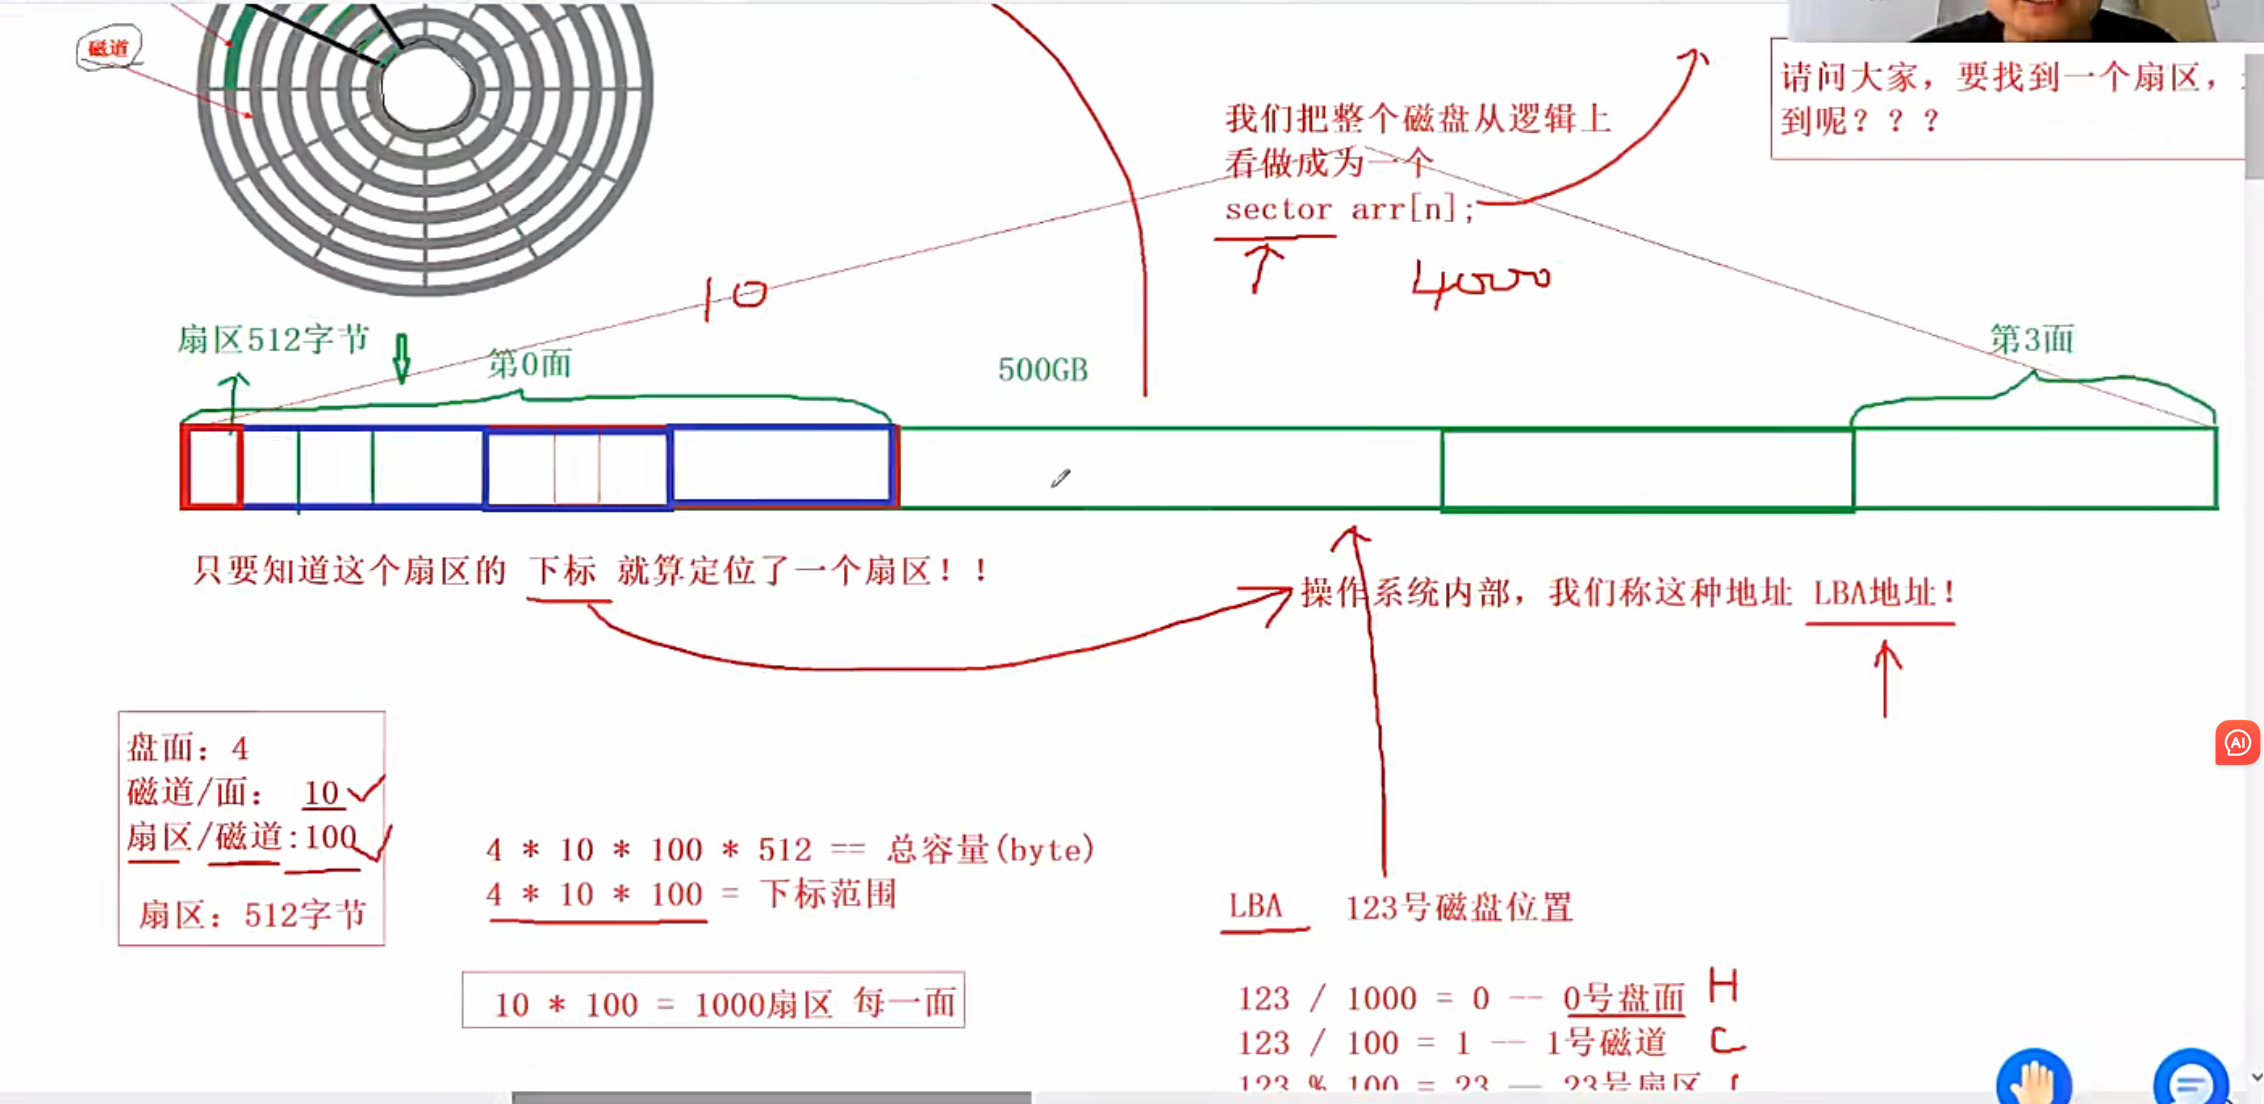 磁道
请问大家，要找到一个扇区，
到呢？？？
我们把整个磁盘从逻辑上
看做成为一个
sector arr[n];
4000
10
扇区512字节
第0面
500GB
第3面
只要知道这个扇区的 下标 就算定位了一个扇区！！
操作系统内部，我们称这种地址 LBA地址！
盘面：4
磁道/面： 10
扇区/磁道:100
扇区：512字节
4 * 10 * 100 * 512 == 总容量(byte)
4 * 10 * 100 = 下标范围
10 * 100 = 1000扇区 每一面
LBA 123号磁盘位置
123 / 1000 = 0 -- 0号盘面 H
123 / 100 = 1 -- 1号磁道 C
123 % 100 = 23 -- 23号扇区
AI